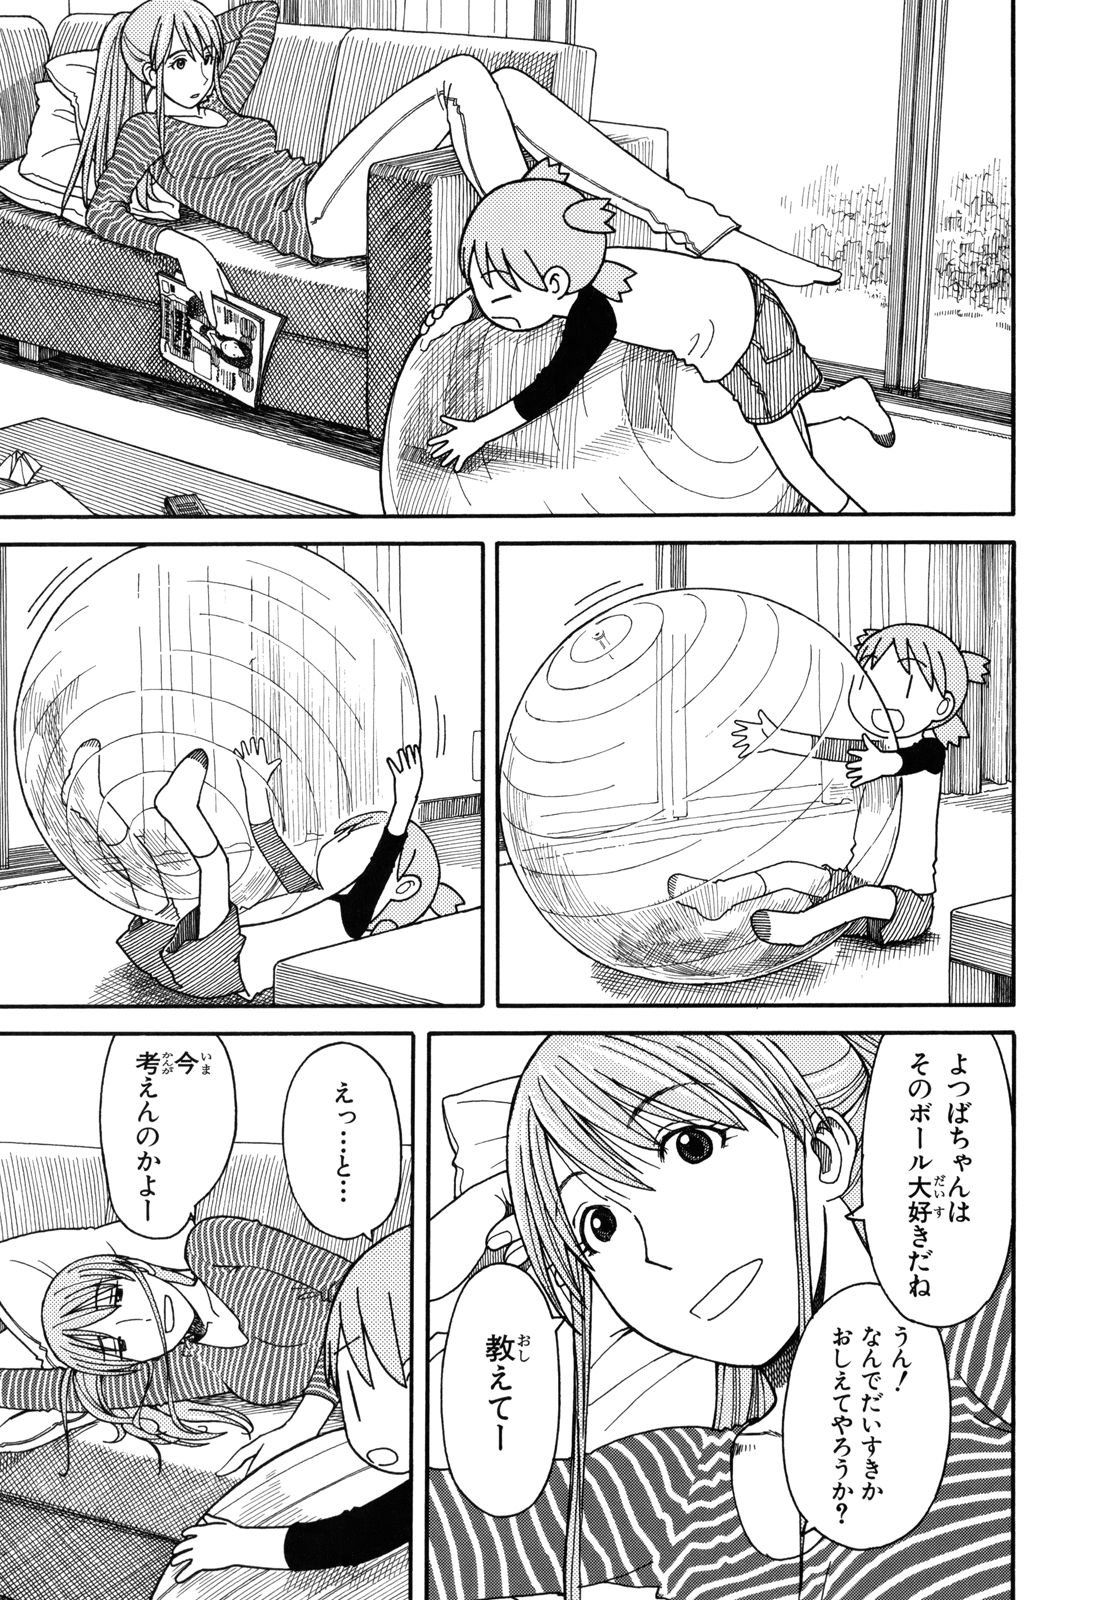 よつばちゃんは
そのボール大好きだね
うん!
なんでだいすきか
おしえてやろうか?
教えてー
えっ…と…
今
考えんのかよー